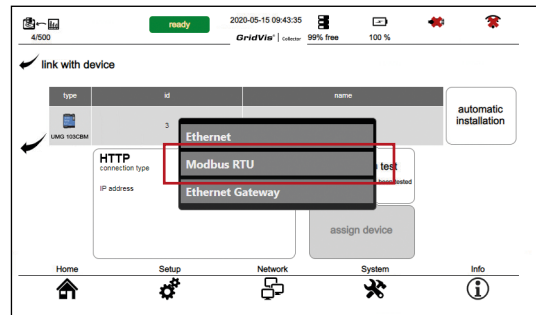 ready
2020-05-15 09:43:35
4/500
GridVis® | Collector
99% free
100 %
link with device
type
id
name
UMG 103CBM
3
automatic
installation
Ethernet
Modbus RTU
Ethernet Gateway
HTTP
connection type
IP address
test
been tested
assign device
Home
Setup
Network
System
Info